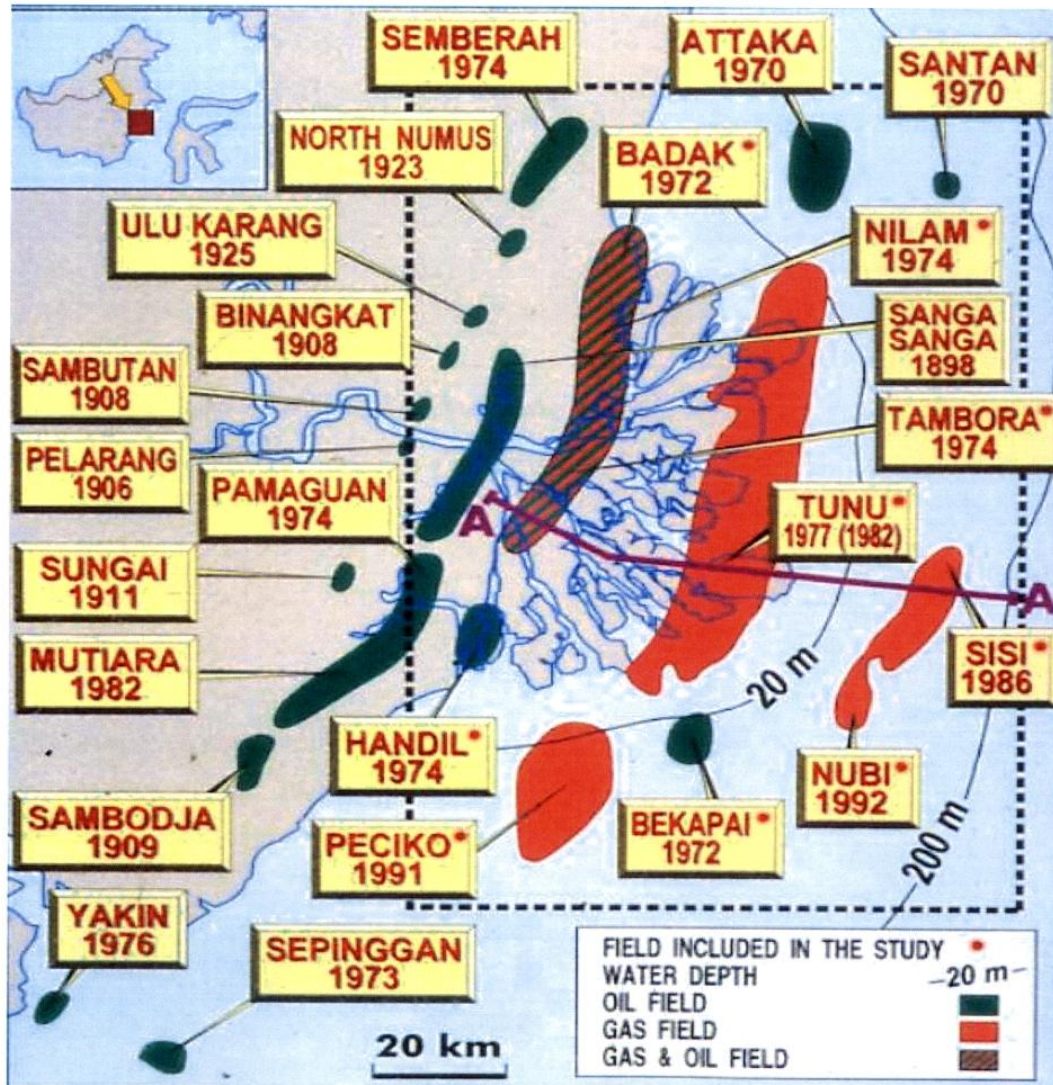 SEMBERAH
1974
ATTAKA
1970
SANTAN
1970
NORTH NUMUS
1923
BADAK
1972
ULU KARANG
1925
NILAM
1974
BINANGKAT
1908
SANGA
SANGA
1898
SAMBUTAN
1908
TAMBORA
1974
PELARANG
1906
PAMAGUAN
1974
A
TUNU
1977 (1982)
A
SUNGAI
1911
MUTIARA
1982
SISI
1986
20 m
HANDIL
1974
NUBI
1992
SAMBODJA
1909
PECIKO
1991
BEKAPAI
1972
200 m
YAKIN
1976
SEPINGGAN
1973
20 km
FIELD INCLUDED IN THE STUDY
WATER DEPTH -20 m-
OIL FIELD
GAS FIELD
GAS & OIL FIELD